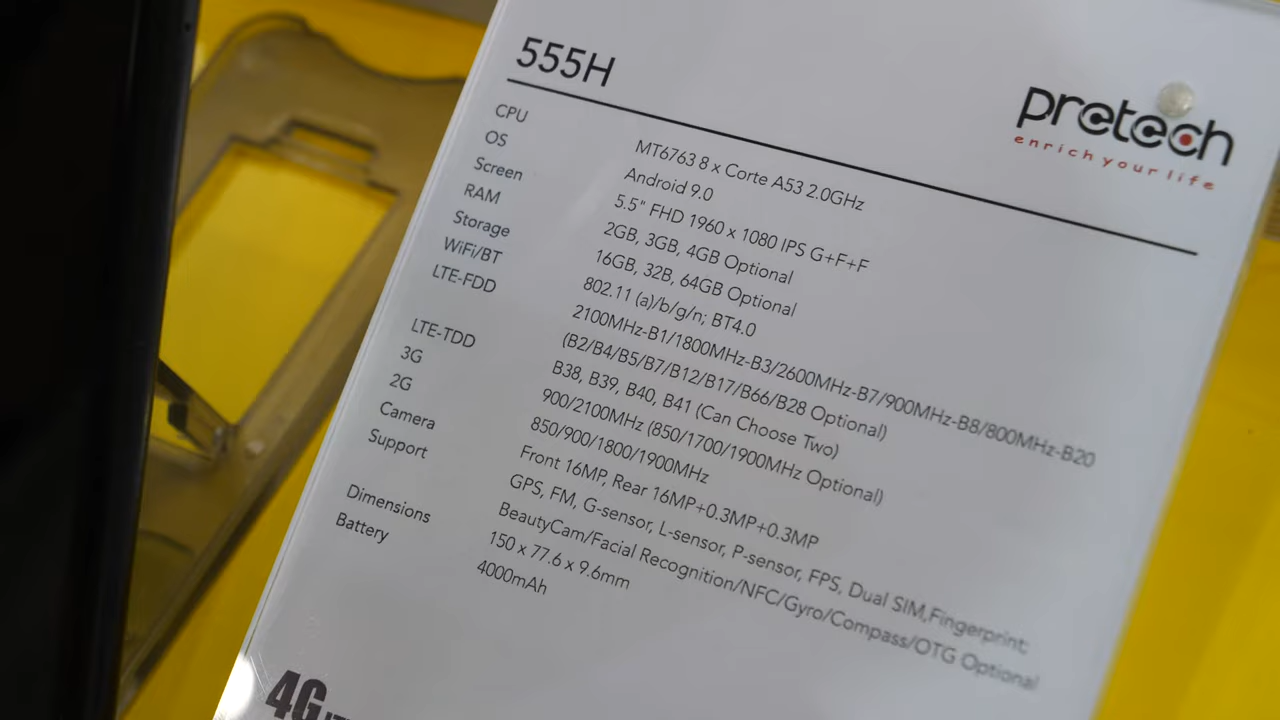 555H
pretech
enrich your life
CPU MT6763 8 x Corte A53 2.0GHz
OS Android 9.0
Screen 5.5" FHD 1960 x 1080 IPS G+F+F
RAM 2GB, 3GB, 4GB Optional
Storage 16GB, 32B, 64GB Optional
WiFi/BT 802.11 (a)/b/g/n; BT4.0
LTE-FDD 2100MHz-B1/1800MHz-B3/2600MHz-B7/900MHz-B8/800MHz-B20
(B2/B4/B5/B7/B12/B17/B66/B28 Optional)
LTE-TDD B38, B39, B40, B41 (Can Choose Two)
3G 900/2100MHz (850/1700/1900MHz Optional)
2G 850/900/1800/1900MHz
Camera Front 16MP, Rear 16MP+0.3MP+0.3MP
Support GPS, FM, G-sensor, L-sensor, P-sensor, FPS, Dual SIM,Fingerprint;
BeautyCam/Facial Recognition/NFC/Gyro/Compass/OTG Optional
Dimensions 150 x 77.6 x 9.6mm
Battery 4000mAh
4G